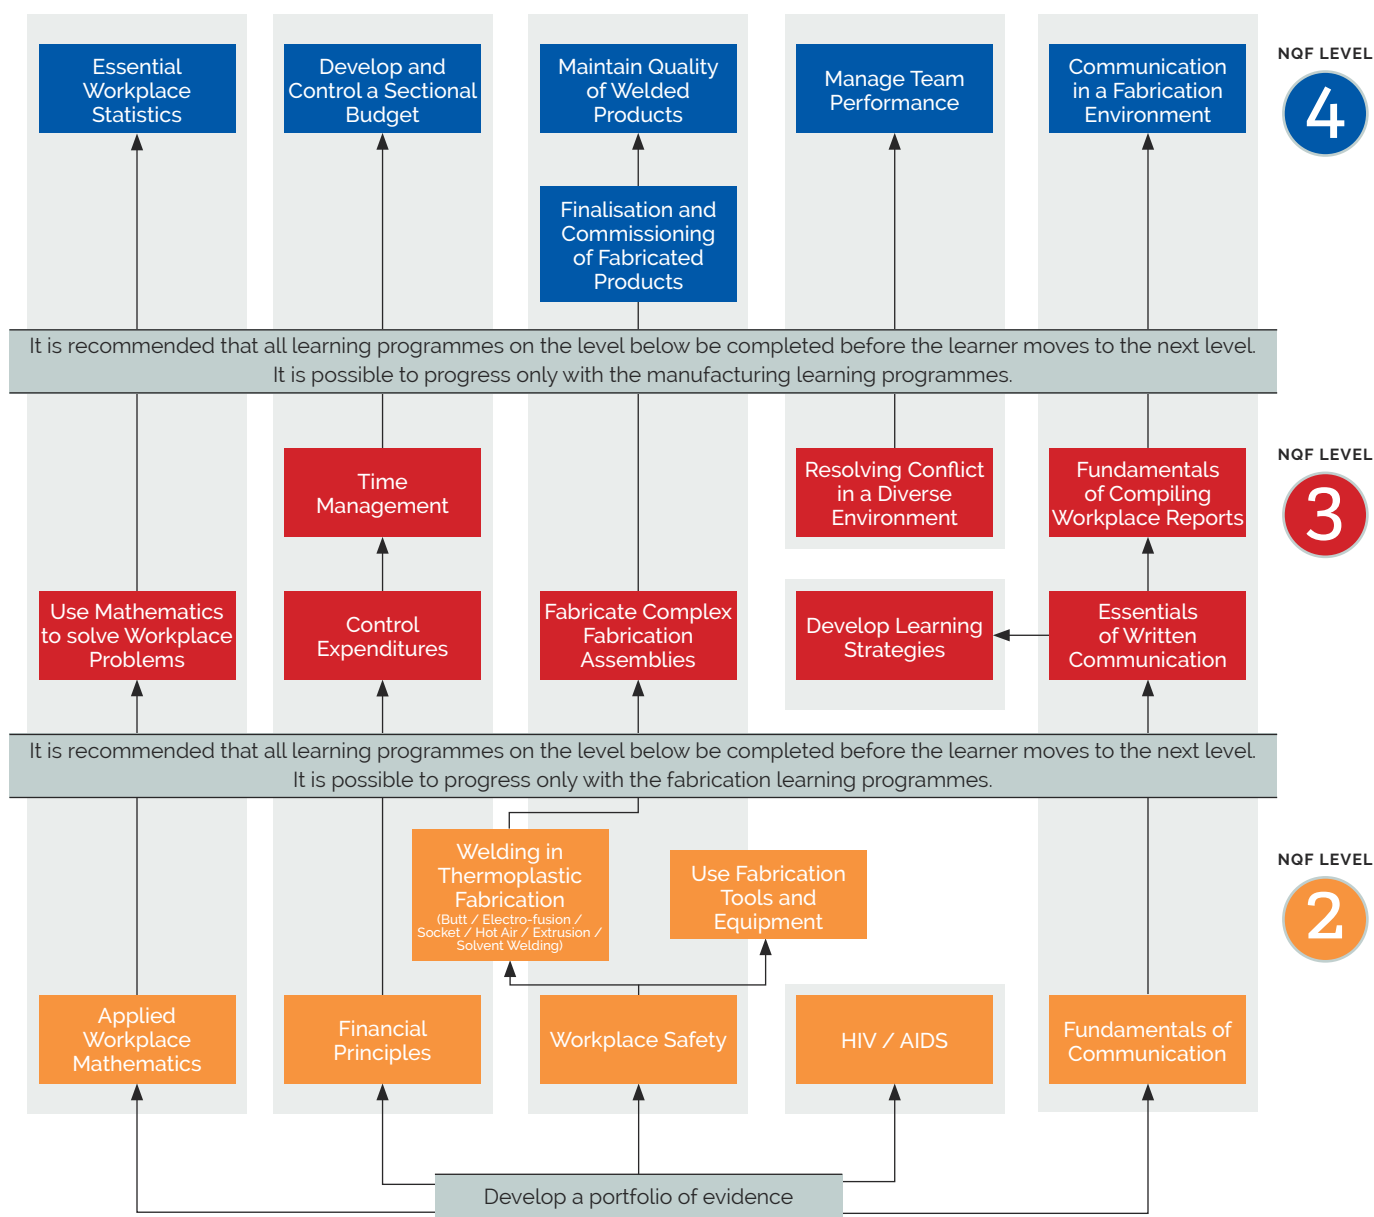 Essential
Workplace
Statistics
Develop and
Control a Sectional
Budget
Maintain Quality
of Welded
Products
Manage Team
Performance
Communication
in a Fabrication
Environment
NQF LEVEL
4
Finalisation and
Commissioning
of Fabricated
Products
It is recommended that all learning programmes on the level below be completed before the learner moves to the next level.
It is possible to progress only with the manufacturing learning programmes.
Time
Management
Resolving Conflict
in a Diverse
Environment
Fundamentals
of Compiling
Workplace Reports
NQF LEVEL
3
Use Mathematics
to solve Workplace
Problems
Control
Expenditures
Fabricate Complex
Fabrication
Assemblies
Develop Learning
Strategies
Essentials
of Written
Communication
It is recommended that all learning programmes on the level below be completed before the learner moves to the next level.
It is possible to progress only with the fabrication learning programmes.
Welding in
Thermoplastic
Fabrication
(Butt / Electro-fusion /
Socket / Hot Air / Extrusion /
Solvent Welding)
Use Fabrication
Tools and
Equipment
NQF LEVEL
2
Applied
Workplace
Mathematics
Financial
Principles
Workplace Safety
HIV / AIDS
Fundamentals of
Communication
Develop a portfolio of evidence